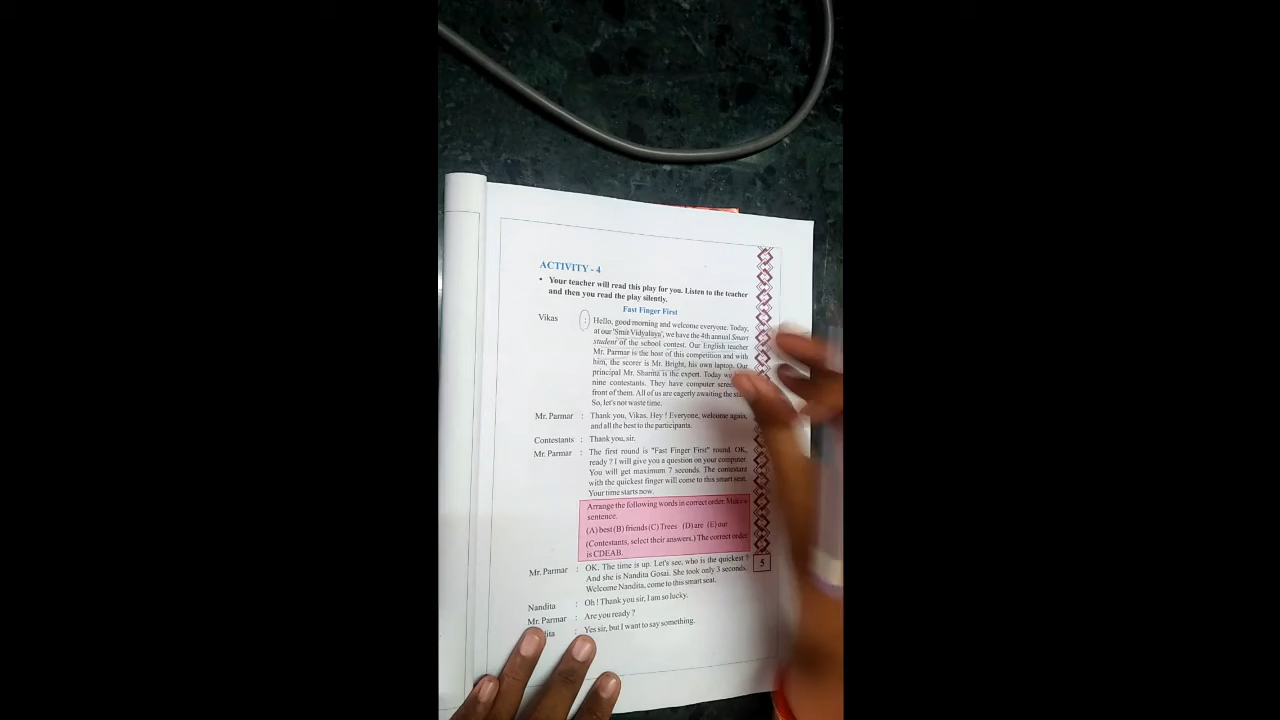 ACTIVITY - 4
• Your teacher will read this play for you. Listen to the teacher
and then you read the play silently.
Fast Finger First
Vikas : Hello, good morning and welcome everyone. Today,
at our 'Smit Vidyalaya', we have the 4th annual Smart
student of the school contest. Our English teacher
Mr. Parmar is the host of this competition and with
him, the scorer is Mr. Bright, his own laptop. Our
principal Mr. Sharma is the expert. Today we
nine contestants. They have computer
front of them. All of us are eagerly awaiting the
So, let's not waste time.
Mr. Parmar : Thank you, Vikas. Hey ! Everyone, welcome again,
and all the best to the participants.
Contestants : Thank you, sir.
Mr. Parmar : The first round is "Fast Finger First" round. OK,
ready ? I will give you a question on your computer.
You will get maximum 7 seconds. The contestant
with the quickest finger will come to this smart seat.
Your time starts now.
Arrange the following words in correct order. Make a
sentence.
(A) best (B) friends (C) Trees (D) are (E) our
(Contestants, select their answers.) The correct order
is CDEAB.
Mr. Parmar : OK. The time is up. Let's see, who is the quickest ?
And she is Nandita Gosai. She took only 3 seconds.
Welcome Nandita, come to this smart seat.
5
Nandita : Oh ! Thank you sir, I am so lucky.
Mr. Parmar : Are you ready ?
: Yes sir, but I want to say something.